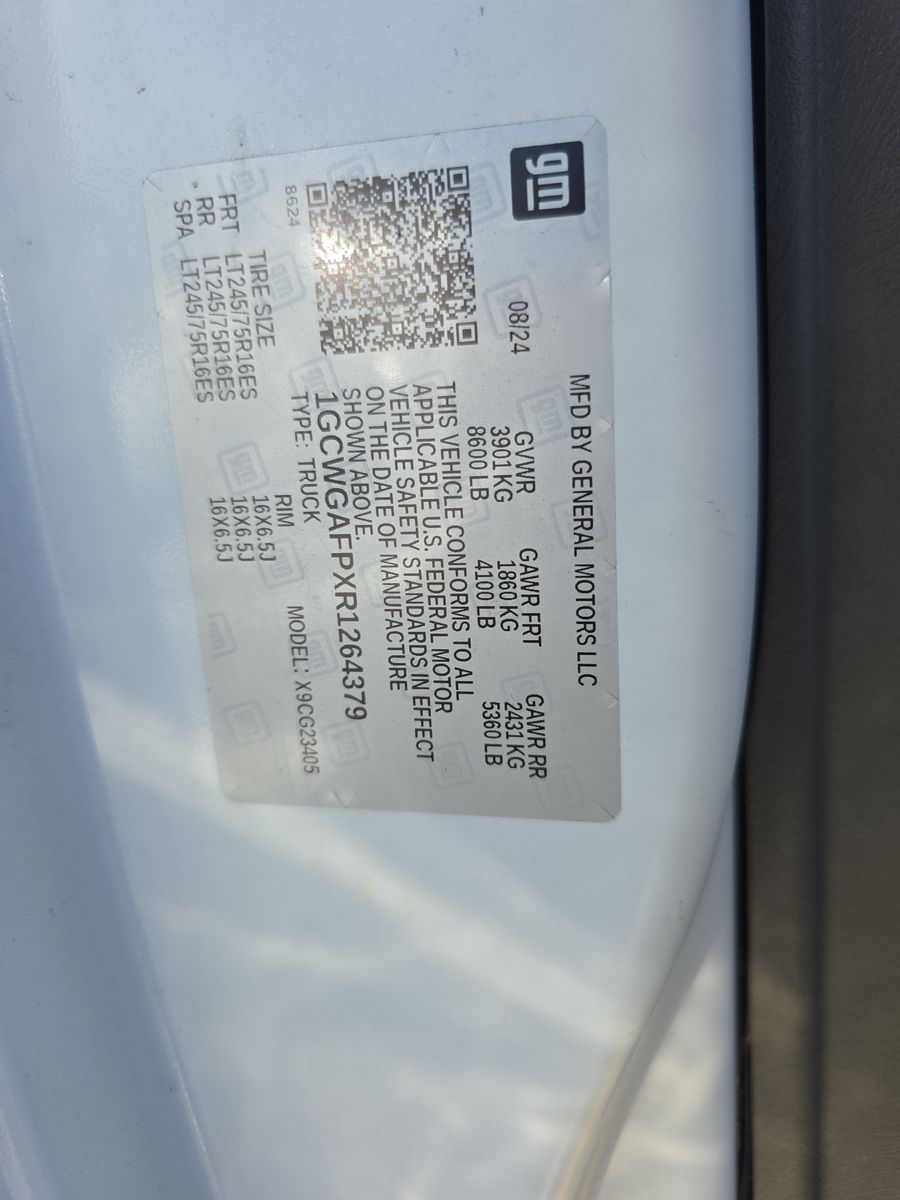 gm
MFD BY GENERAL MOTORS LLC
08/24
GVWR GAWR FRT GAWR RR
3901 KG 1860 KG 2431 KG
8600 LB 4100 LB 5360 LB
THIS VEHICLE CONFORMS TO ALL
APPLICABLE U.S. FEDERAL MOTOR
VEHICLE SAFETY STANDARDS IN EFFECT
ON THE DATE OF MANUFACTURE
SHOWN ABOVE.
1GCWGAFPXR1264379
TYPE: TRUCK MODEL: X9CG23405
8624
TIRE SIZE RIM
FRT LT245/75R16ES 16X6.5J
RR LT245/75R16ES 16X6.5J
SPA LT245/75R16ES 16X6.5J